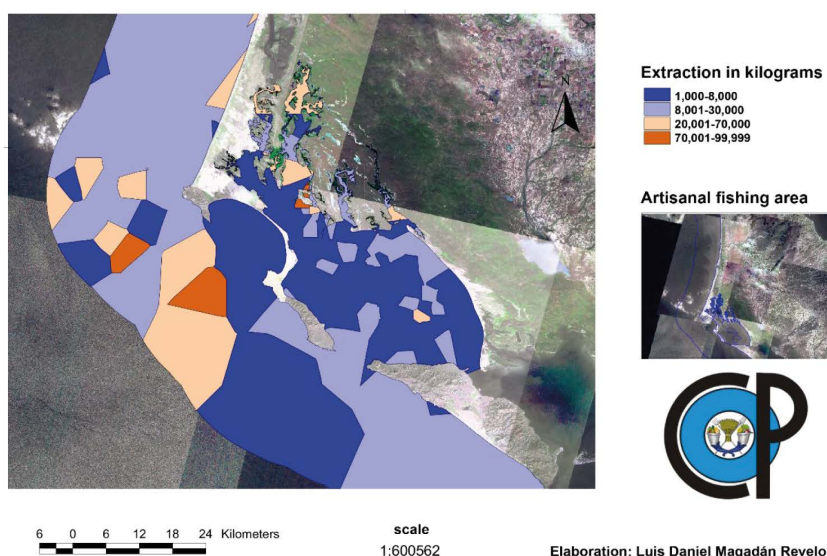 N
Extraction in kilograms
1,000-8,000
8,001-30,000
20,001-70,000
70,001-99,999
Artisanal fishing area
CP
6 0 6 12 18 24 Kilometers
scale
1:600562
Elaboration: Luis Daniel Magadán Revelo